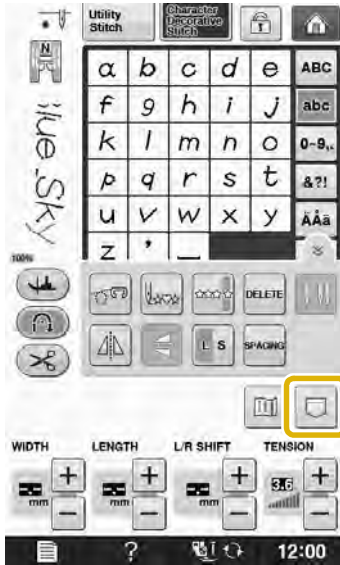 Utility Stitch
Character Decorative Stitch
N
a b c d e ABC
f g h i j abc
k l m n o 0-9,.
p q r s t &?!
u v w x y ÄÅä
z ' _
lue Sky
100%
DELETE
L S SPACING
WIDTH LENGTH L/R SHIFT TENSION
+ + + 3.6 +
mm mm mm
- - - -
? 12:00